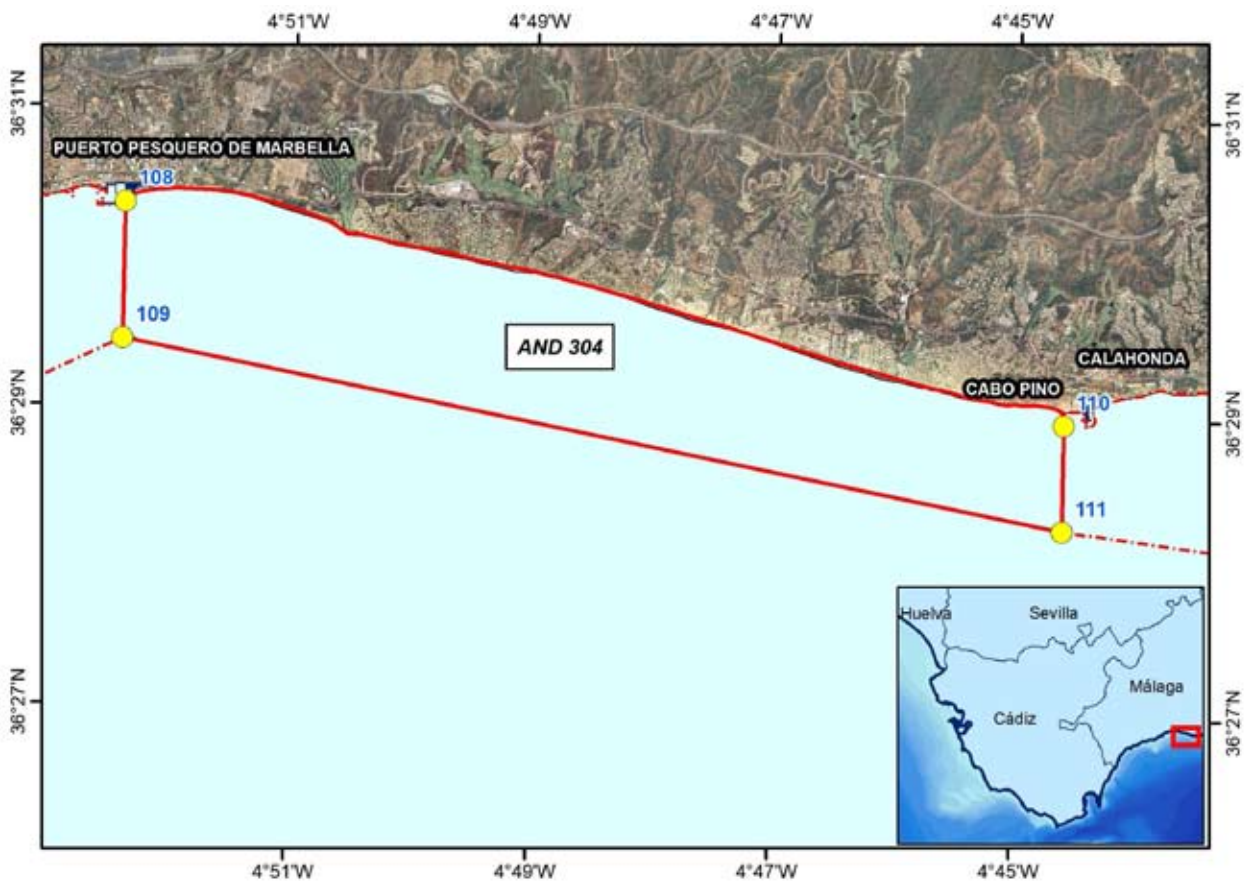 4°51'W 4°49'W 4°47'W 4°45'W
36°31'N
36°31'N
PUERTO PESQUERO DE MARBELLA
108
109
AND 304
CALAHONDA
CABO PINO
110
36°29'N
36°29'N
111
Huelva
Sevilla
Málaga
Cádiz
36°27'N
36°27'N
4°51'W 4°49'W 4°47'W 4°45'W